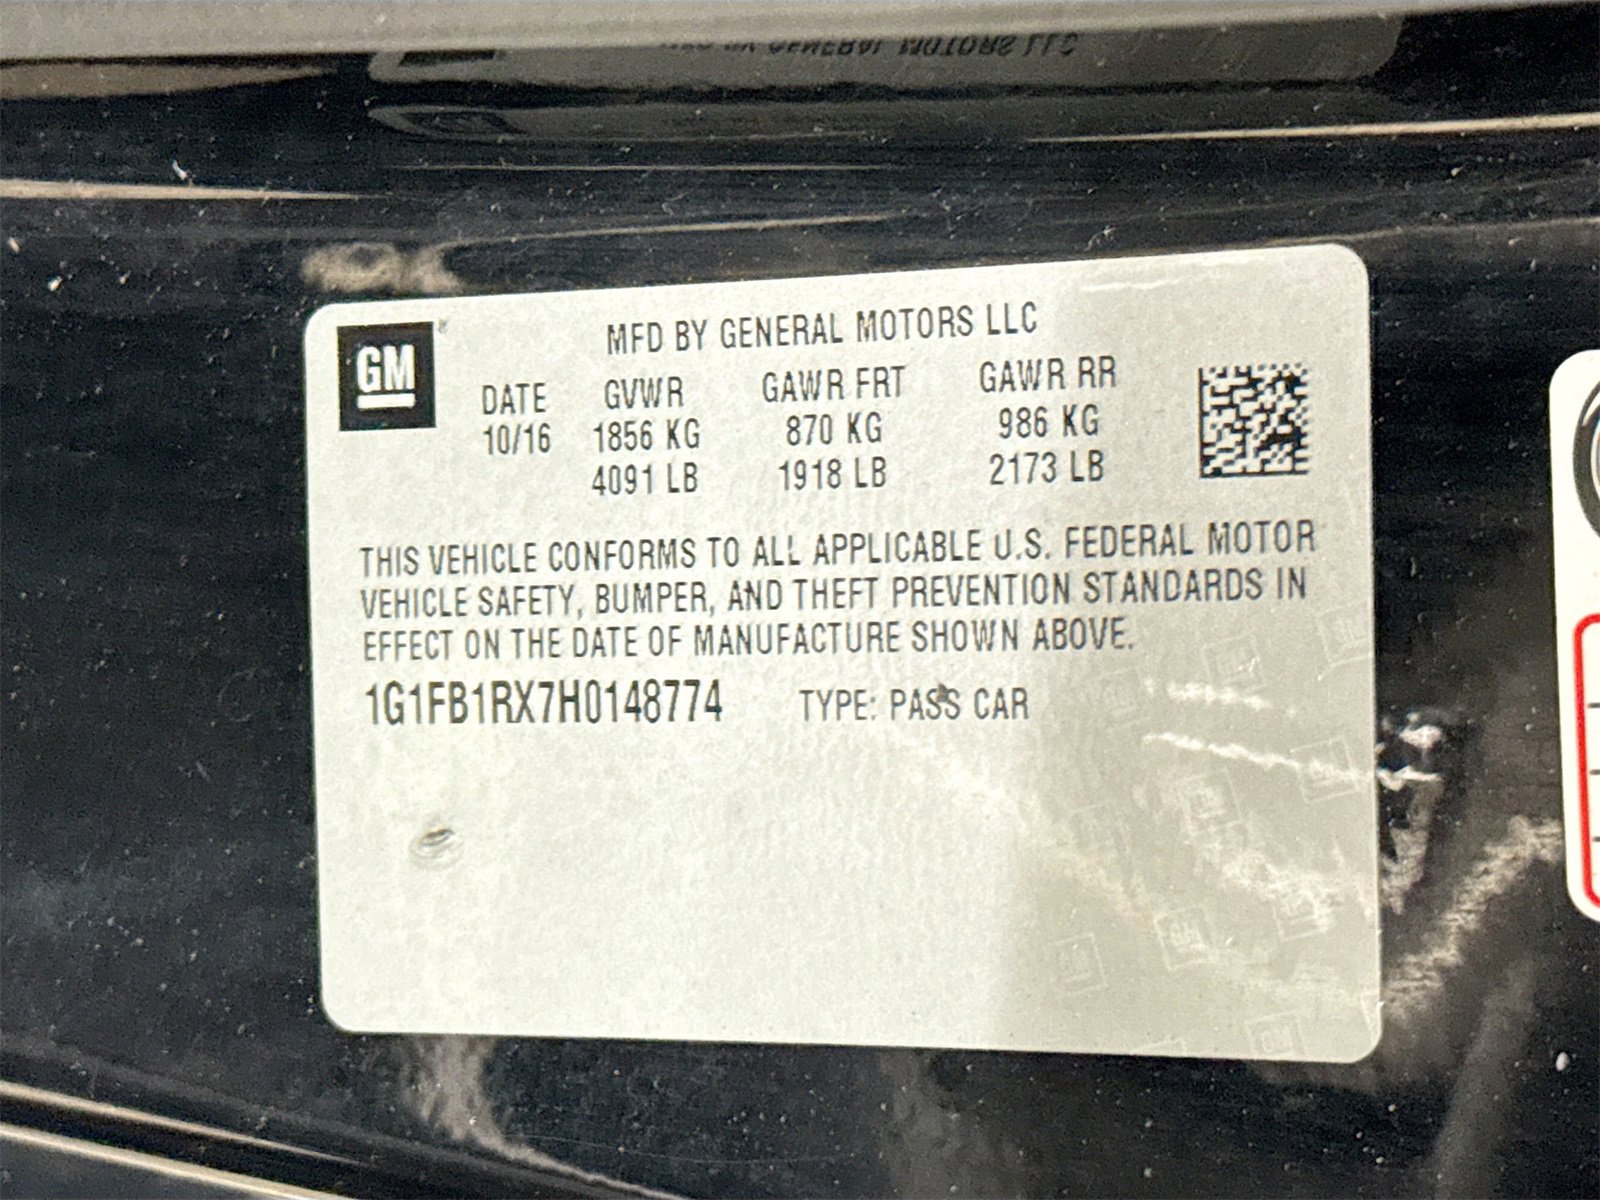 MFD BY GENERAL MOTORS LLC
GM
DATE GVWR GAWR FRT GAWR RR
10/16 1856 KG 870 KG 986 KG
4091 LB 1918 LB 2173 LB
THIS VEHICLE CONFORMS TO ALL APPLICABLE U.S. FEDERAL MOTOR
VEHICLE SAFETY, BUMPER, AND THEFT PREVENTION STANDARDS IN
EFFECT ON THE DATE OF MANUFACTURE SHOWN ABOVE.
1G1FB1RX7H0148774 TYPE: PASS CAR